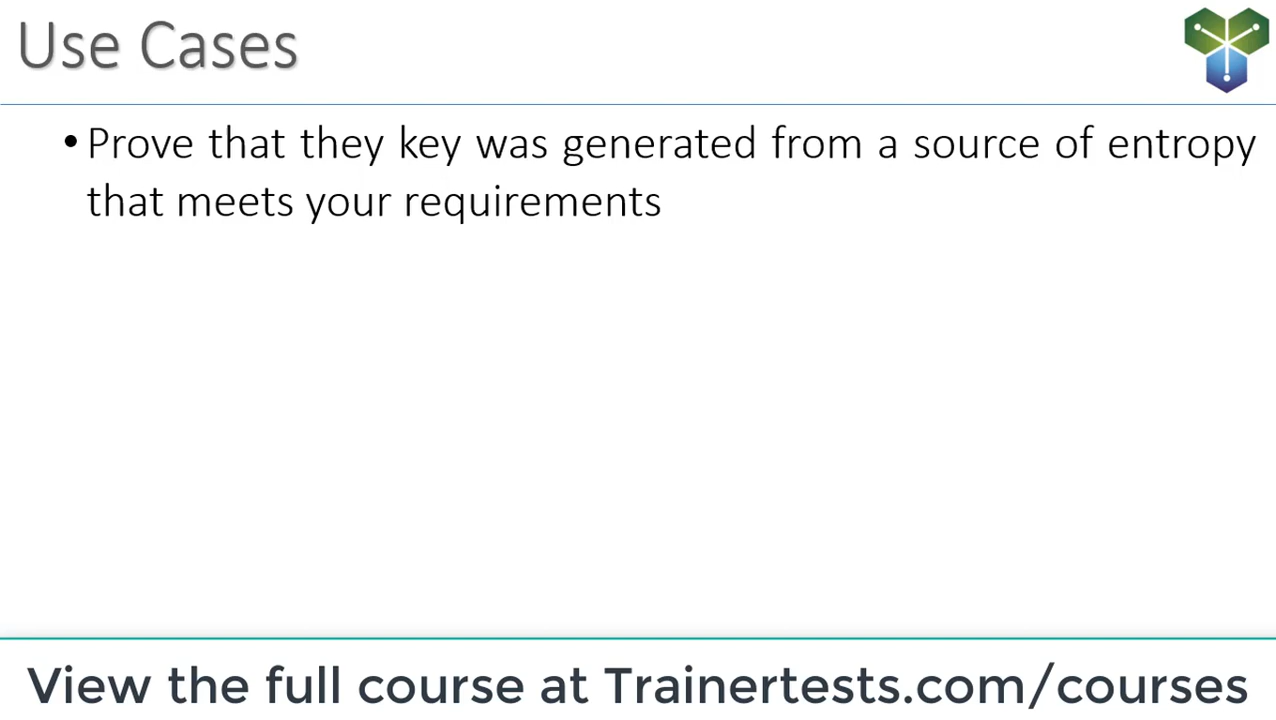 Use Cases
• Prove that they key was generated from a source of entropy
that meets your requirements
View the full course at Trainertests.com/courses